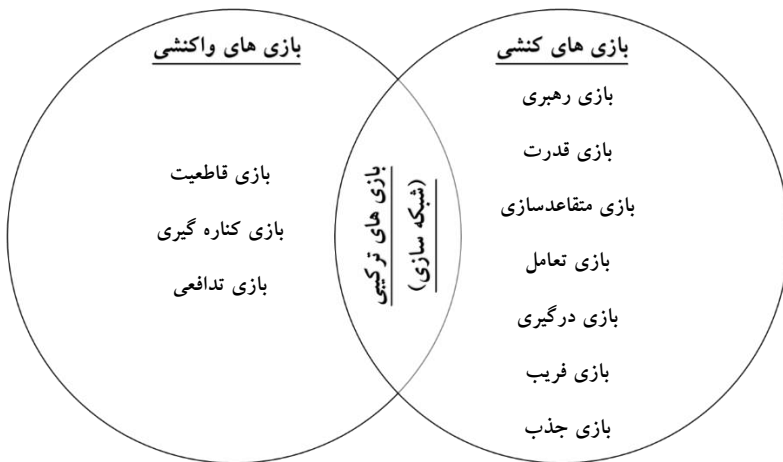 بازی های کنشی
بازی رهبری
بازی قدرت
بازی متقاعدسازی
بازی تعامل
بازی درگیری
بازی فریب
بازی جذب
بازی های ترکیبی
(شبکه سازی)
بازی های واکنشی
بازی قاطعیت
بازی کناره گیری
بازی تدافعی